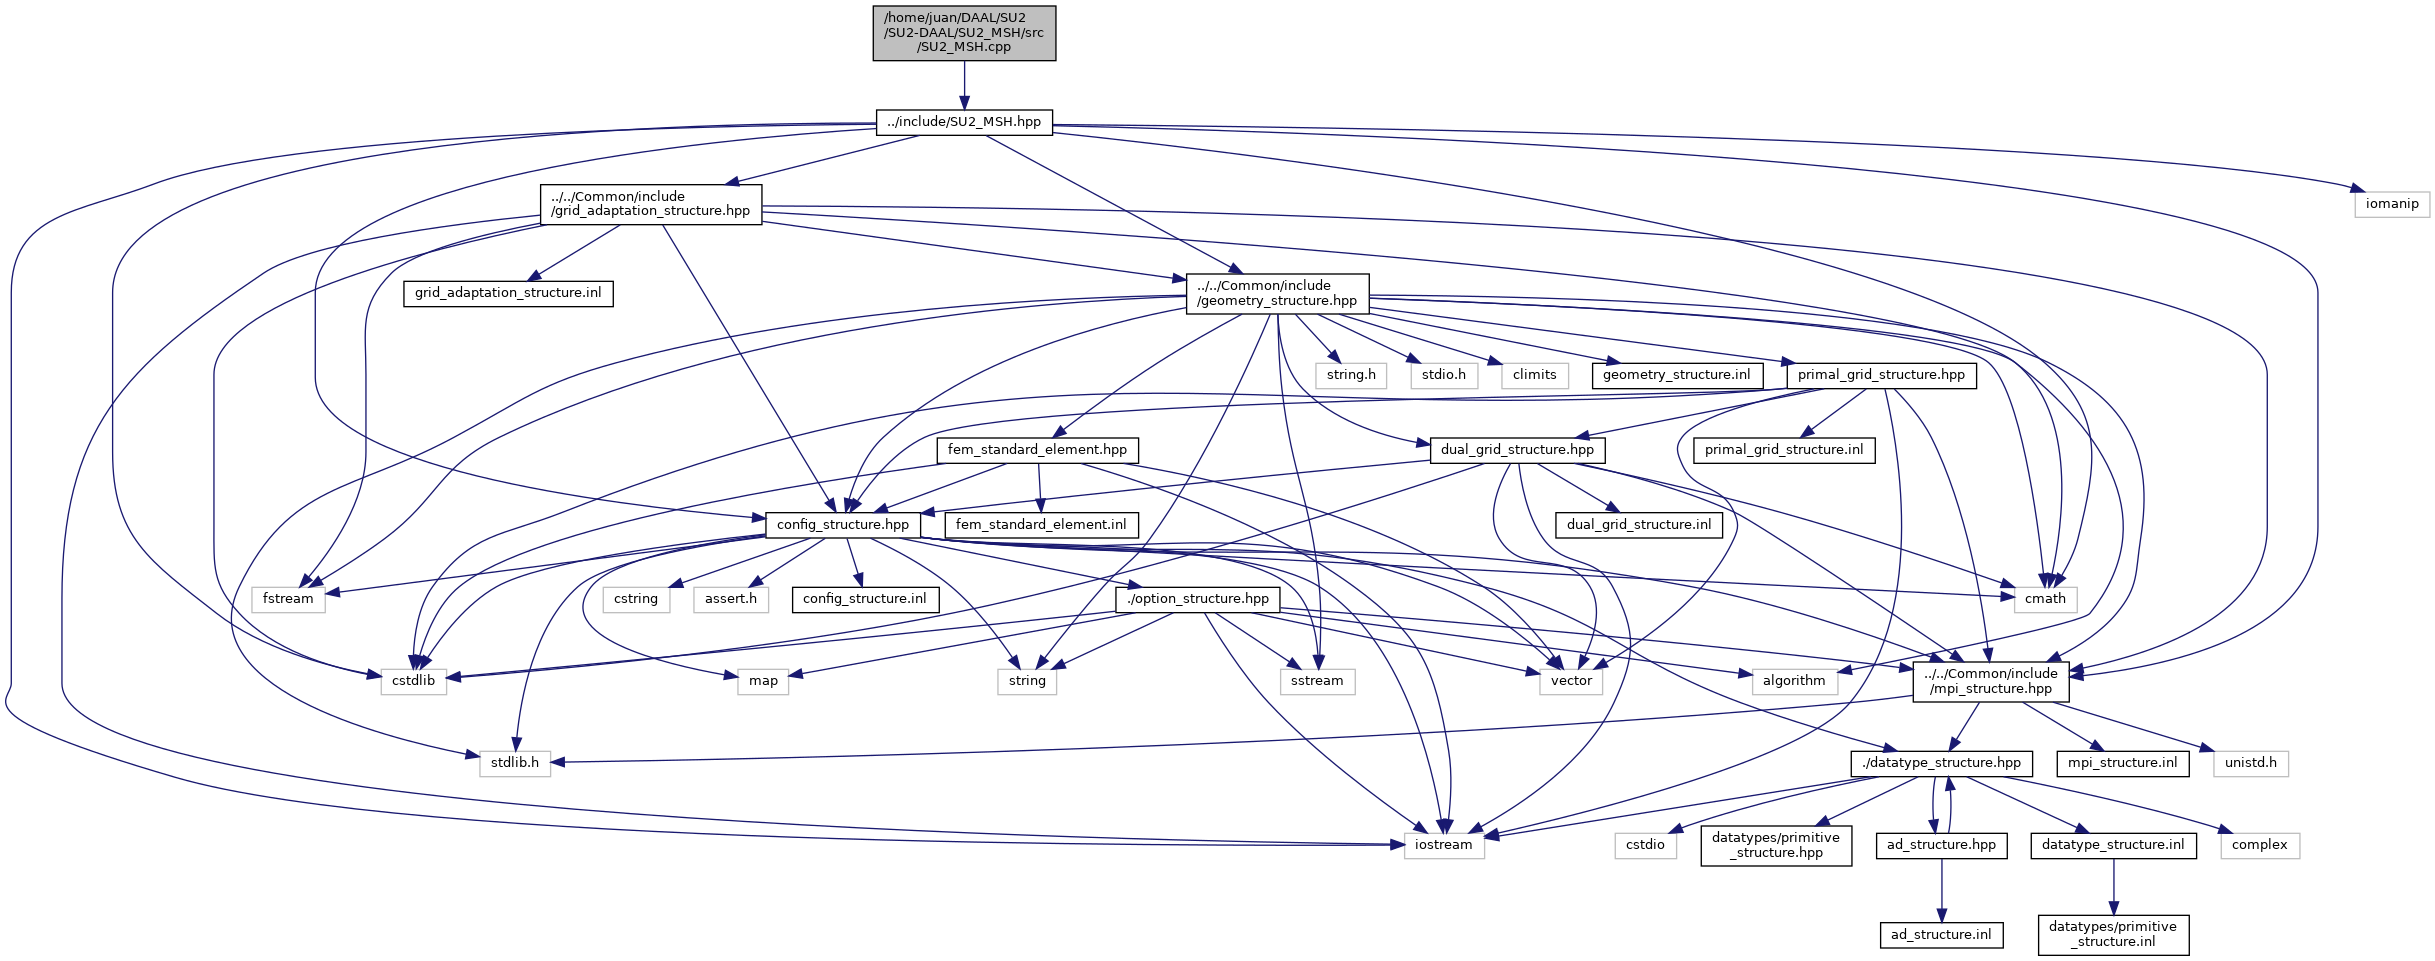 /home/juan/DAAL/SU2
/SU2-DAAL/SU2_MSH/src
/SU2_MSH.cpp
../include/SU2_MSH.hpp
../../Common/include
/grid_adaptation_structure.hpp
iomanip
grid_adaptation_structure.inl
../../Common/include
/geometry_structure.hpp
string.h
stdio.h
climits
geometry_structure.inl
primal_grid_structure.hpp
fem_standard_element.hpp
dual_grid_structure.hpp
primal_grid_structure.inl
config_structure.hpp
fem_standard_element.inl
dual_grid_structure.inl
fstream
cstring
assert.h
config_structure.inl
./option_structure.hpp
cmath
cstdlib
map
string
sstream
vector
algorithm
../../Common/include
/mpi_structure.hpp
stdlib.h
./datatype_structure.hpp
mpi_structure.inl
unistd.h
iostream
cstdio
datatypes/primitive
_structure.hpp
ad_structure.hpp
datatype_structure.inl
complex
ad_structure.inl
datatypes/primitive
_structure.inl